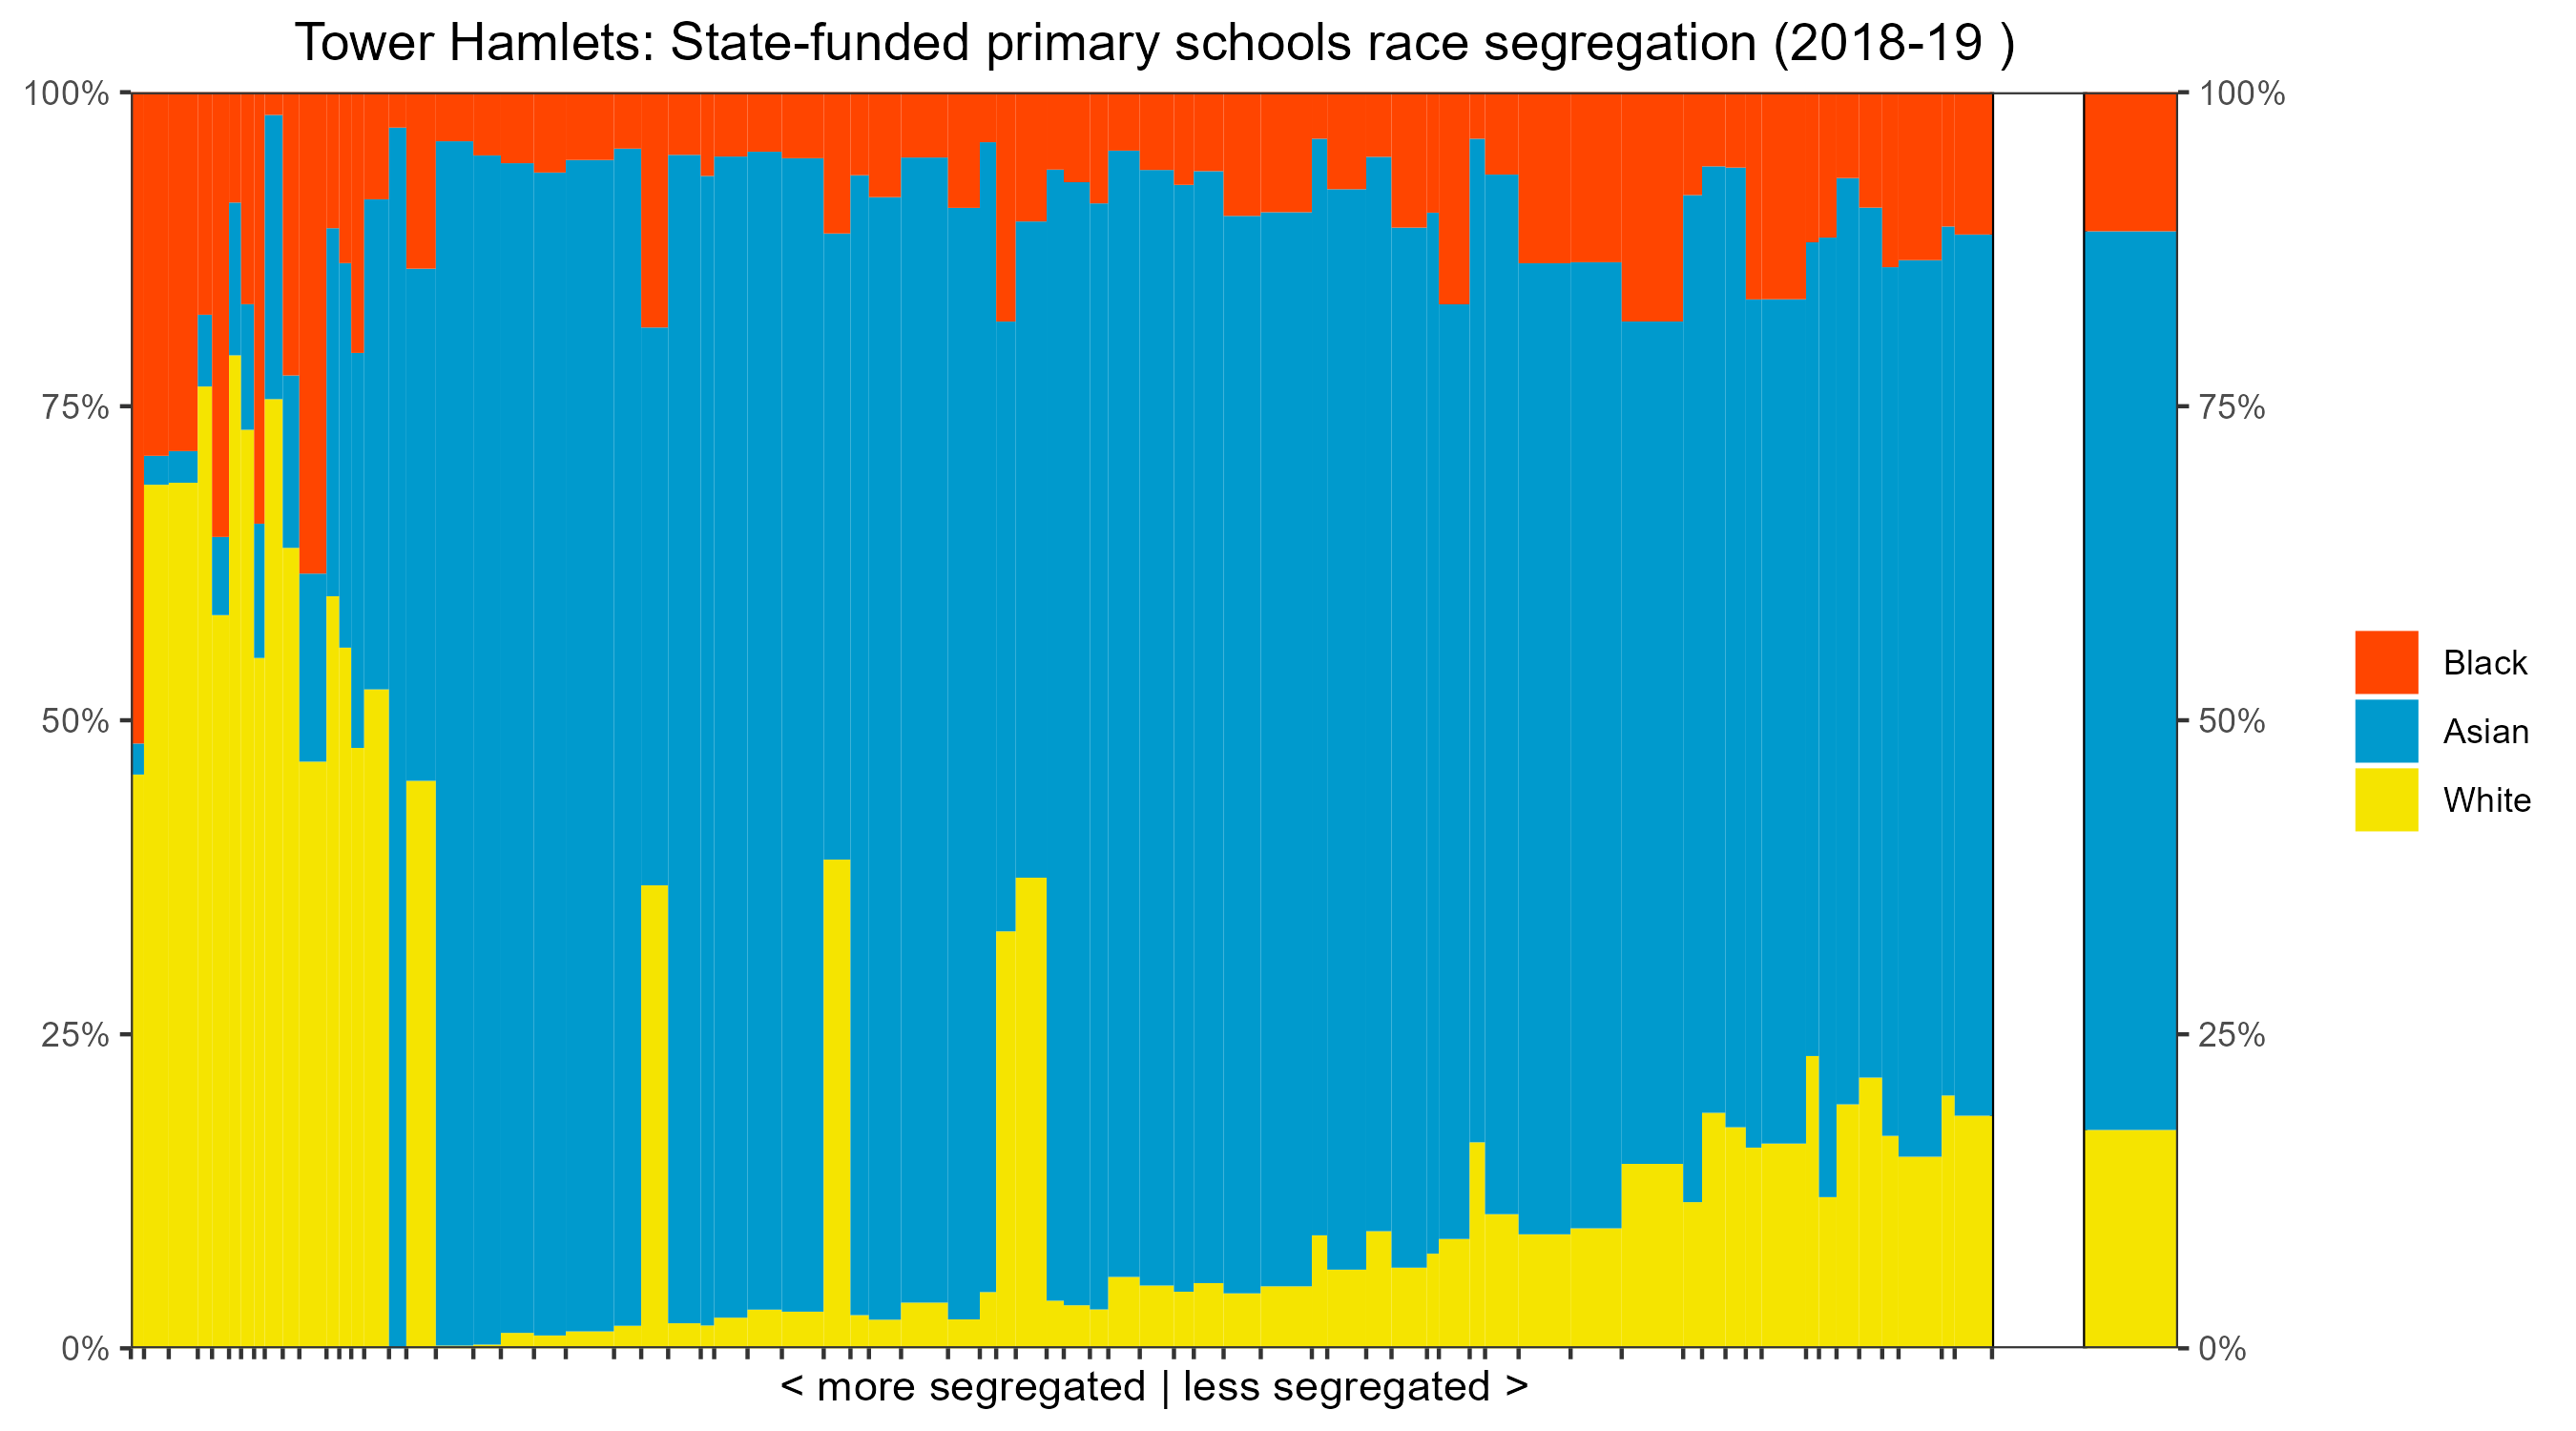 Tower Hamlets: State-funded primary schools race segregation (2018-19 )
100%
75%
50%
25%
0%
100%
75%
50%
25%
0%
Black
Asian
White
< more segregated | less segregated >